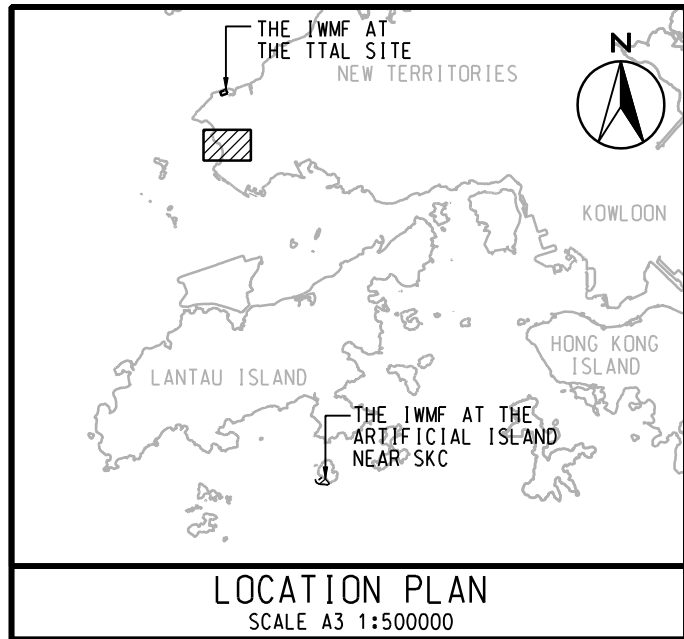 THE IWMF AT
THE TTAL SITE
NEW TERRITORIES
N
KOWLOON
HONG KONG
ISLAND
LANTAU ISLAND
THE IWMF AT THE
ARTIFICIAL ISLAND
NEAR SKC
LOCATION PLAN
SCALE A3 1:500000